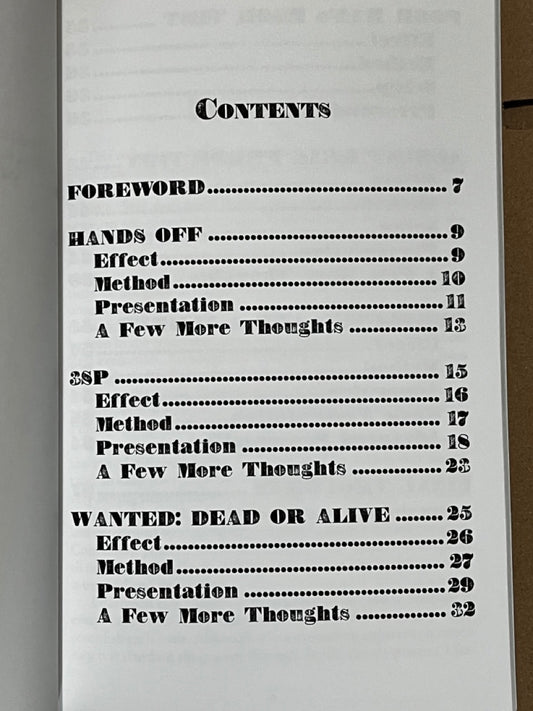 CONTENTS
FOREWORD........................................ 7
HANDS OFF ........................................ 9
Effect................................................ 9
Method............................................. 10
Presentation .................................. 11
A Few More Thoughts ............... 13
3SP ...................................................... 15
Effect............................................... 16
Method............................................. 17
Presentation .................................. 18
A Few More Thoughts ............... 23
WANTED: DEAD OR ALIVE ........ 25
Effect............................................... 26
Method............................................. 27
Presentation .................................. 29
A Few More Thoughts ............... 32